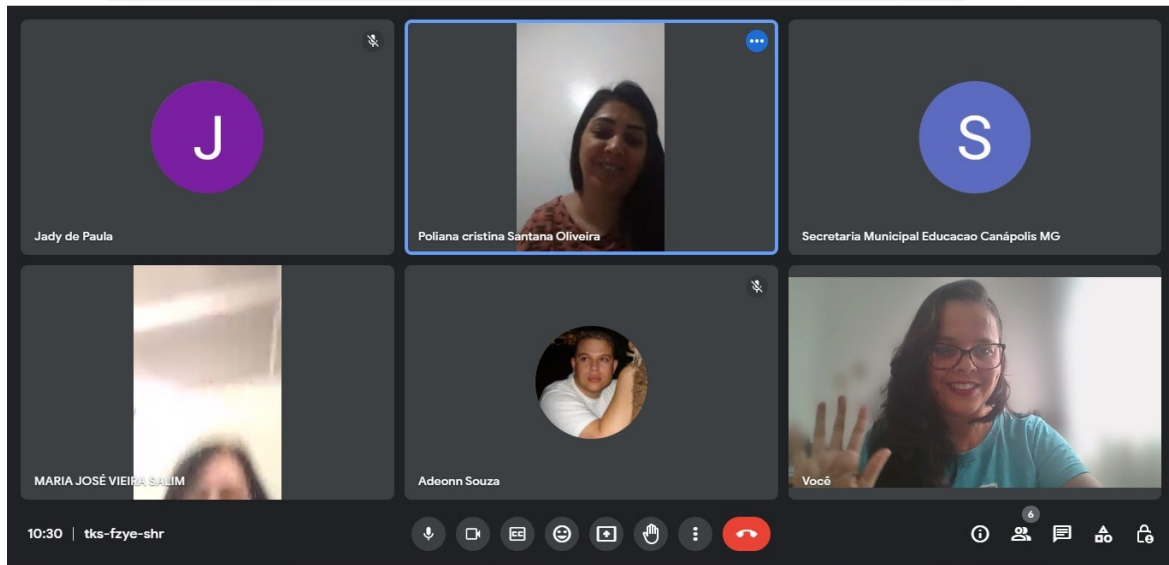 J
S
Jady de Paula
Poliana cristina Santana Oliveira
Secretaria Municipal Educacao Canápolis MG
MARIA JOSÉ VIEIRA SALIM
Adeonn Souza
Você
6
10:30 | tks-fzye-shr
CC